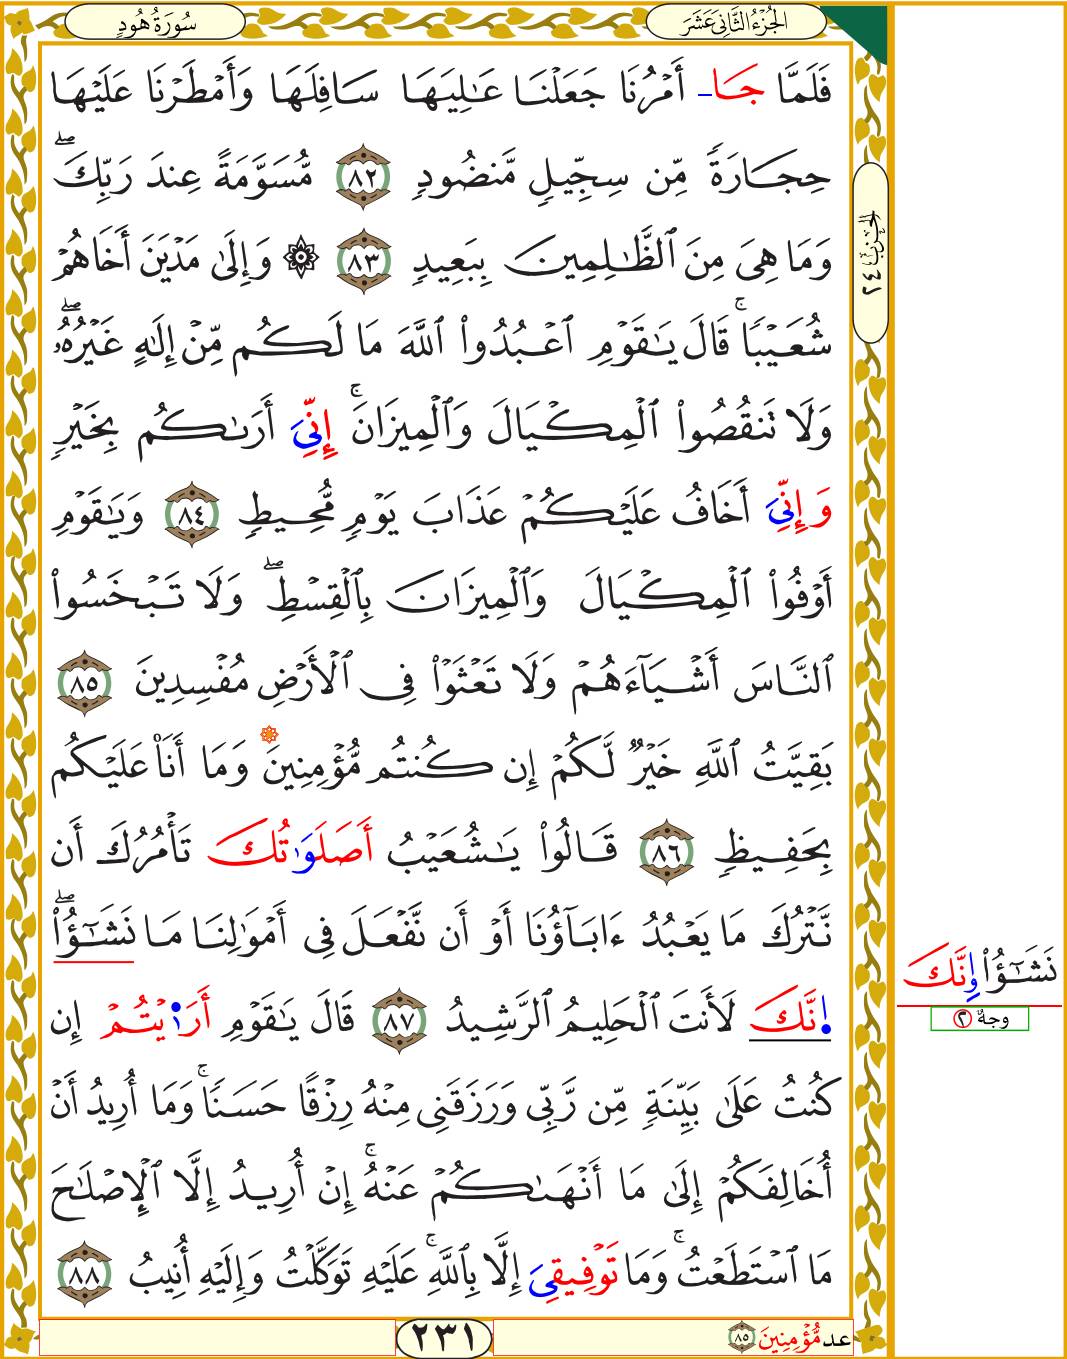 سُورَةُ هُودٍ
الجُزْءُ الثَّانِيَ عَشَرَ
فَلَمَّا جَا أَمْرُنَا جَعَلْنَا عَـٰلِيَهَا سَافِلَهَا وَأَمْطَرْنَا عَلَيْهَا
حِجَارَةً مِّن سِجِّيلٍ مَّنضُودٍ ٨٢ مُّسَوَّمَةً عِندَ رَبِّكَۖ
وَمَا هِيَ مِنَ ٱلظَّـٰلِمِينَ بِبَعِيدٍ ٨٣ ۞ وَإِلَىٰ مَدْيَنَ أَخَاهُمْ
شُعَيْبًاۚ قَالَ يَـٰقَوْمِ ٱعْبُدُواْ ٱللَّهَ مَا لَكُم مِّنْ إِلَـٰهٍ غَيْرُهُۥۖ
وَلَا تَنقُصُواْ ٱلْمِكْيَالَ وَٱلْمِيزَانَۚ إِنِّيَ أَرَىٰكُم بِخَيْرٍ
وَإِنِّيَ أَخَافُ عَلَيْكُمْ عَذَابَ يَوْمٍ مُّحِيطٍ ٨٤ وَيَـٰقَوْمِ
أَوْفُواْ ٱلْمِكْيَالَ وَٱلْمِيزَانَ بِٱلْقِسْطِۖ وَلَا تَبْخَسُواْ
ٱلنَّاسَ أَشْيَآءَهُمْ وَلَا تَعْثَوْاْ فِى ٱلْأَرْضِ مُفْسِدِينَ ٨٥
بَقِيَّتُ ٱللَّهِ خَيْرٌ لَّكُمْ إِن كُنتُم مُّؤْمِنِينَ وَمَا أَنَا۠ عَلَيْكُم
بِحَفِيظٍ ٨٦ قَالُواْ يَـٰشُعَيْبُ أَصَلَوَٰتُكَ تَأْمُرُكَ أَن
نَّتْرُكَ مَا يَعْبُدُ ءَابَآؤُنَا أَوْ أَن نَّفْعَلَ فِى أَمْوَٰلِنَا مَا نَشَـٰٓؤُاْۖ
إِنَّكَ لَأَنتَ ٱلْحَلِيمُ ٱلرَّشِيدُ ٨٧ قَالَ يَـٰقَوْمِ أَرَٰ۬يْتُمْ إِن
كُنتُ عَلَىٰ بَيِّنَةٍ مِّن رَّبِّى وَرَزَقَنِى مِنْهُ رِزْقًا حَسَنًاۚ وَمَا أُرِيدُ أَنْ
أُخَالِفَكُمْ إِلَىٰ مَا أَنْهَىٰكُمْ عَنْهُۚ إِنْ أُرِيدُ إِلَّا ٱلْإِصْلَـٰحَ
مَا ٱسْتَطَعْتُۚ وَمَا تَوْفِيقِيَ إِلَّا بِٱللَّهِۚ عَلَيْهِ تَوَكَّلْتُ وَإِلَيْهِ أُنِيبُ ٨٨
الحزب ٢٤
نَشَـٰٓؤُاْ وِنَّكَ
وجهٌ ٢
٢٣١
عد مُّؤْمِنِينَ ٨٥